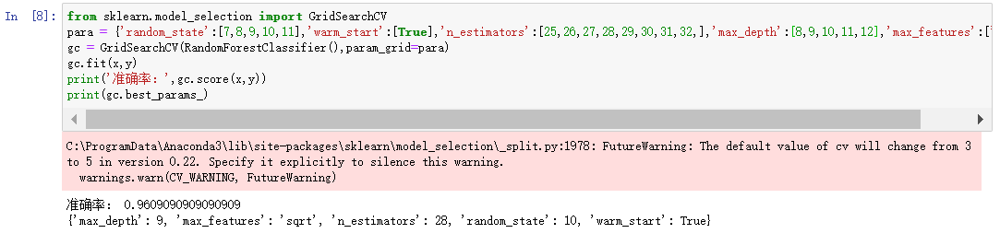 In [8]:
from sklearn.model_selection import GridSearchCV
para = {'random_state':[7,8,9,10,11],'warm_start':[True],'n_estimators':[25,26,27,28,29,30,31,32,],'max_depth':[8,9,10,11,12],'max_features':[
gc = GridSearchCV(RandomForestClassifier(),param_grid=para)
gc.fit(x,y)
print('准确率：',gc.score(x,y))
print(gc.best_params_)
C:\ProgramData\Anaconda3\lib\site-packages\sklearn\model_selection\_split.py:1978: FutureWarning: The default value of cv will change from 3
to 5 in version 0.22. Specify it explicitly to silence this warning.
warnings.warn(CV_WARNING, FutureWarning)
准确率： 0.9609090909090909
{'max_depth': 9, 'max_features': 'sqrt', 'n_estimators': 28, 'random_state': 10, 'warm_start': True}